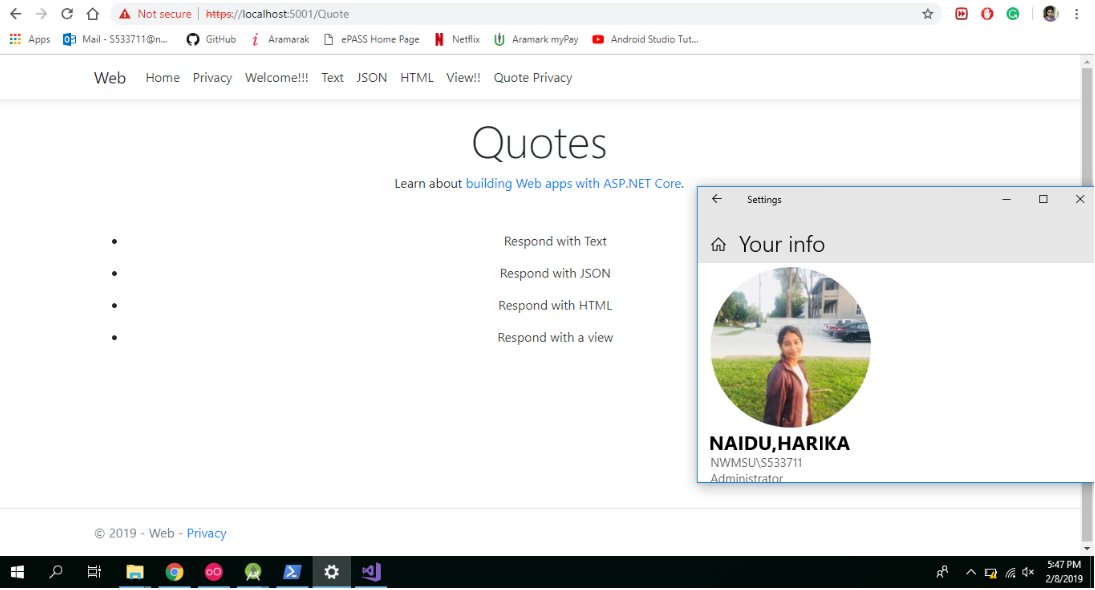 Not secure | https://localhost:5001/Quote
Apps Mail - S533711@n... GitHub Aramarak ePASS Home Page Netflix Aramark myPay Android Studio Tut...
Web Home Privacy Welcome!!! Text JSON HTML View!! Quote Privacy
Quotes
Learn about building Web apps with ASP.NET Core.
• Respond with Text
• Respond with JSON
• Respond with HTML
• Respond with a view
Settings
Your info
NAIDU,HARIKA
NWMSU\S533711
Administrator
© 2019 - Web - Privacy
5:47 PM
2/8/2019